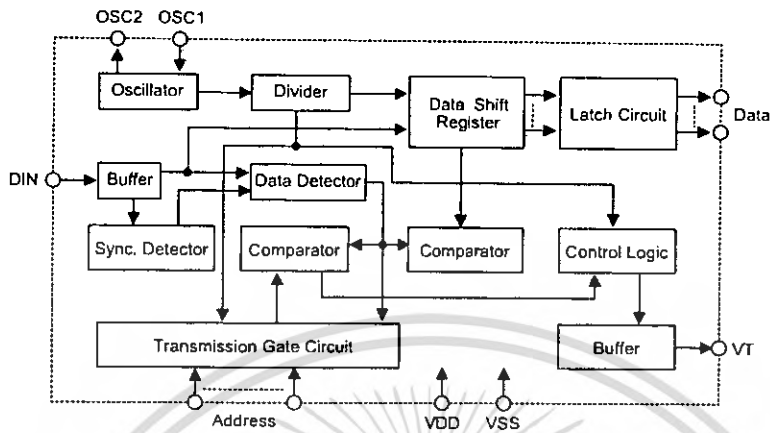 OSC2 OSC1
Oscillator
Divider
Data Shift
Register
Latch Circuit
Data
DIN
Buffer
Data Detector
Sync. Detector
Comparator
Comparator
Control Logic
Transmission Gate Circuit
Buffer
VT
Address
VDD
VSS